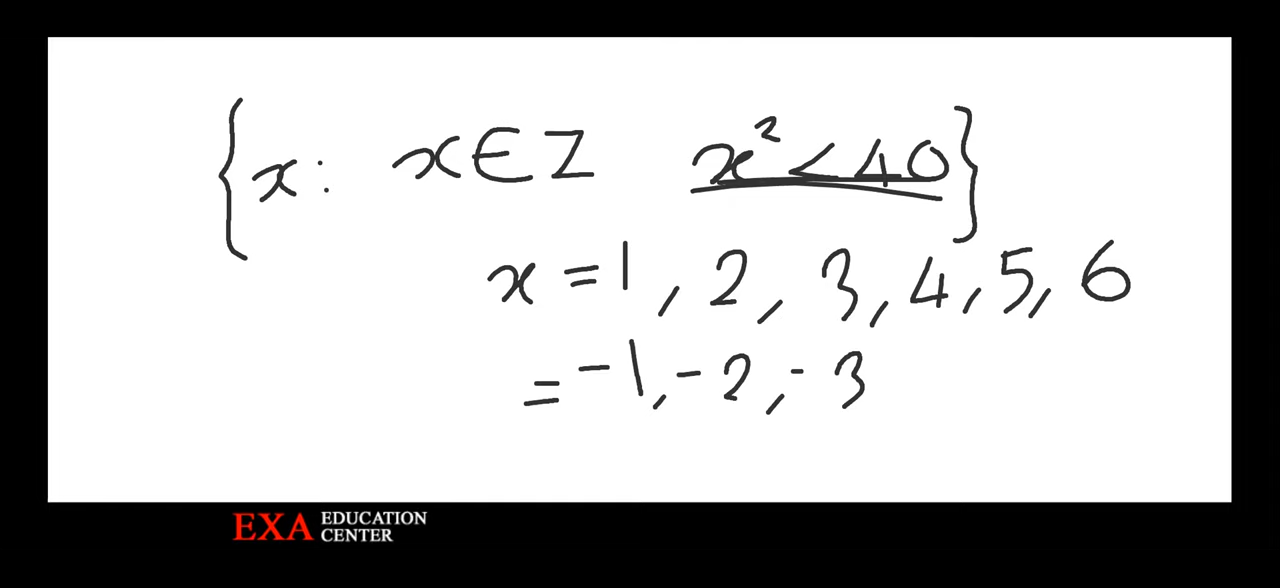 {x: x∈Z x²<40}
x = 1, 2, 3, 4, 5, 6
= -1, -2, -3
EXA EDUCATION CENTER